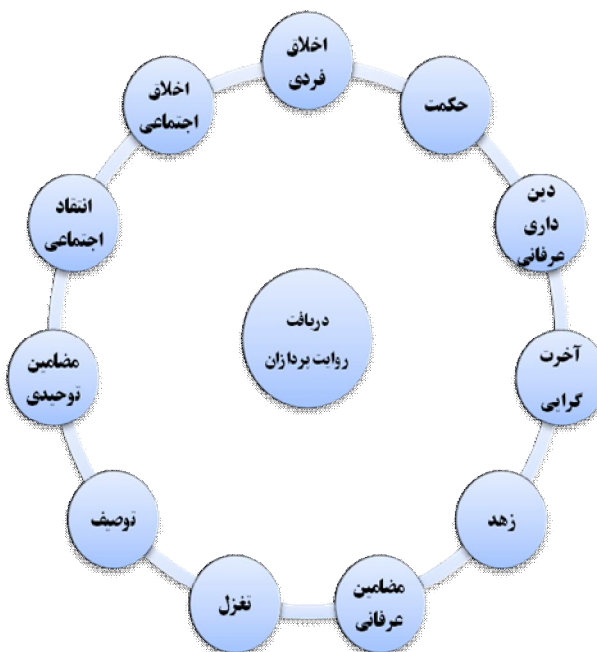 اخلاق
فردی
حکمت
دین
داری
عرفانی
آخرت
گرایی
زهد
مضامین
عرفانی
تغزل
توصیف
مضامین
توحیدی
انتقاد
اجتماعی
اخلاق
اجتماعی
دریافت
روایت پردازان